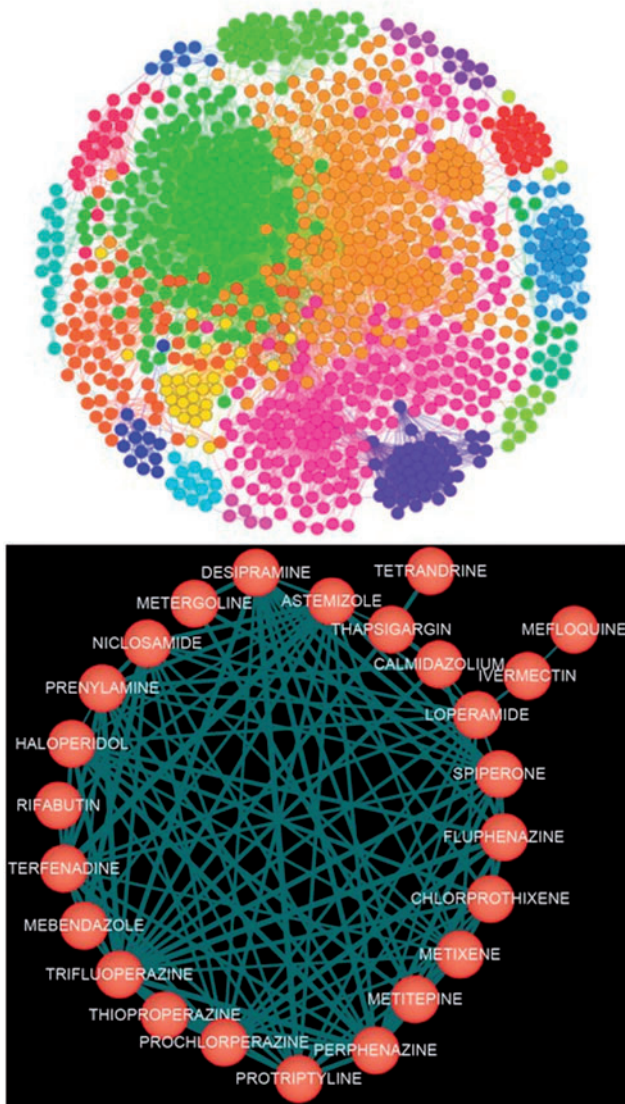 DESIPRAMINE
TETRANDRINE
METERGOLINE
ASTEMIZOLE
THAPSIGARGIN
MEFLOQUINE
NICLOSAMIDE
CALMIDAZOLIUM
IVERMECTIN
PRENYLAMINE
LOPERAMIDE
HALOPERIDOL
SPIPERONE
RIFABUTIN
FLUPHENAZINE
TERFENADINE
CHLORPROTHIXENE
MEBENDAZOLE
METIXENE
TRIFLUOPERAZINE
METITEPINE
THIOPROPERAZINE
PROCHLORPERAZINE
PERPHENAZINE
PROTRIPTYLINE